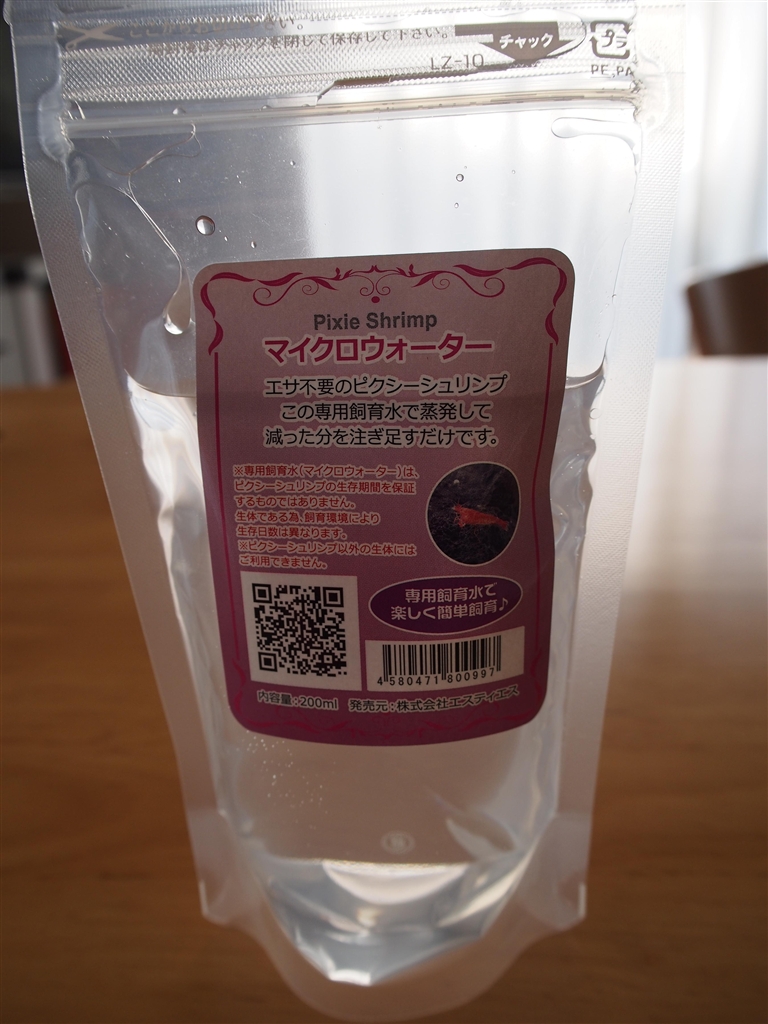 チャック
プラ
LZ-10
PE,PA
Pixie Shrimp
マイクロウォーター
エサ不要のピクシーシュリンプ
この専用飼育水で蒸発して
減った分を注ぎ足すだけです。
※専用飼育水(マイクロウォーター)は、
ピクシーシュリンプの生存期間を保証
するものではありません。
生体である為、飼育環境により
生存日数は異なります。
※ピクシーシュリンプ以外の生体には
ご利用できません。
専用飼育水で
楽しく簡単飼育♪
4 580471 800997
内容量:200ml 発売元:株式会社エスティエス